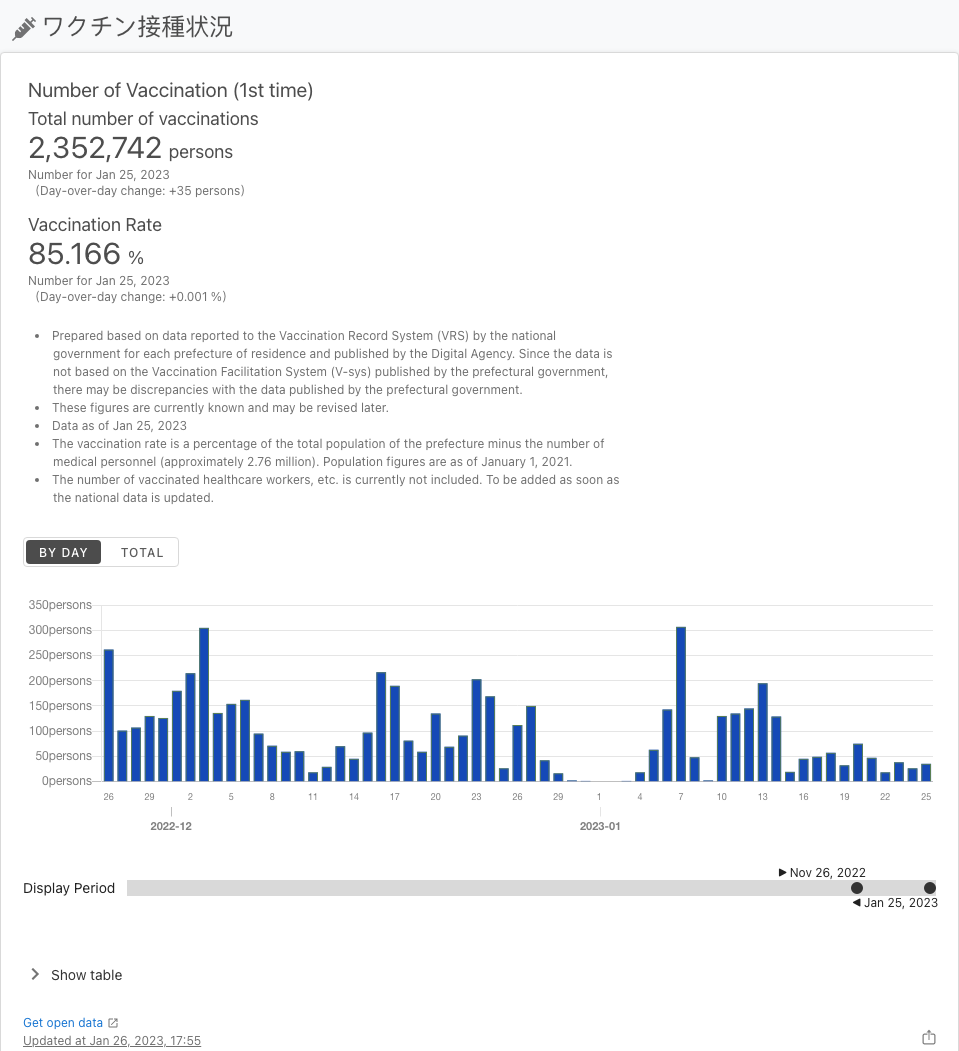 ワクチン接種状況
Number of Vaccination (1st time)
Total number of vaccinations
2,352,742 persons
Number for Jan 25, 2023
(Day-over-day change: +35 persons)
Vaccination Rate
85.166 %
Number for Jan 25, 2023
(Day-over-day change: +0.001 %)
• Prepared based on data reported to the Vaccination Record System (VRS) by the national
government for each prefecture of residence and published by the Digital Agency. Since the data is
not based on the Vaccination Facilitation System (V-sys) published by the prefectural government,
there may be discrepancies with the data published by the prefectural government.
• These figures are currently known and may be revised later.
• Data as of Jan 25, 2023
• The vaccination rate is a percentage of the total population of the prefecture minus the number of
medical personnel (approximately 2.76 million). Population figures are as of January 1, 2021.
• The number of vaccinated healthcare workers, etc. is currently not included. To be added as soon as
the national data is updated.
BY DAY TOTAL
350persons
300persons
250persons
200persons
150persons
100persons
50persons
0persons
26 29 2 5 8 11 14 17 20 23 26 29 1 4 7 10 13 16 19 22 25
2022-12 2023-01
Nov 26, 2022
Display Period
Jan 25, 2023
Show table
Get open data
Updated at Jan 26, 2023, 17:55